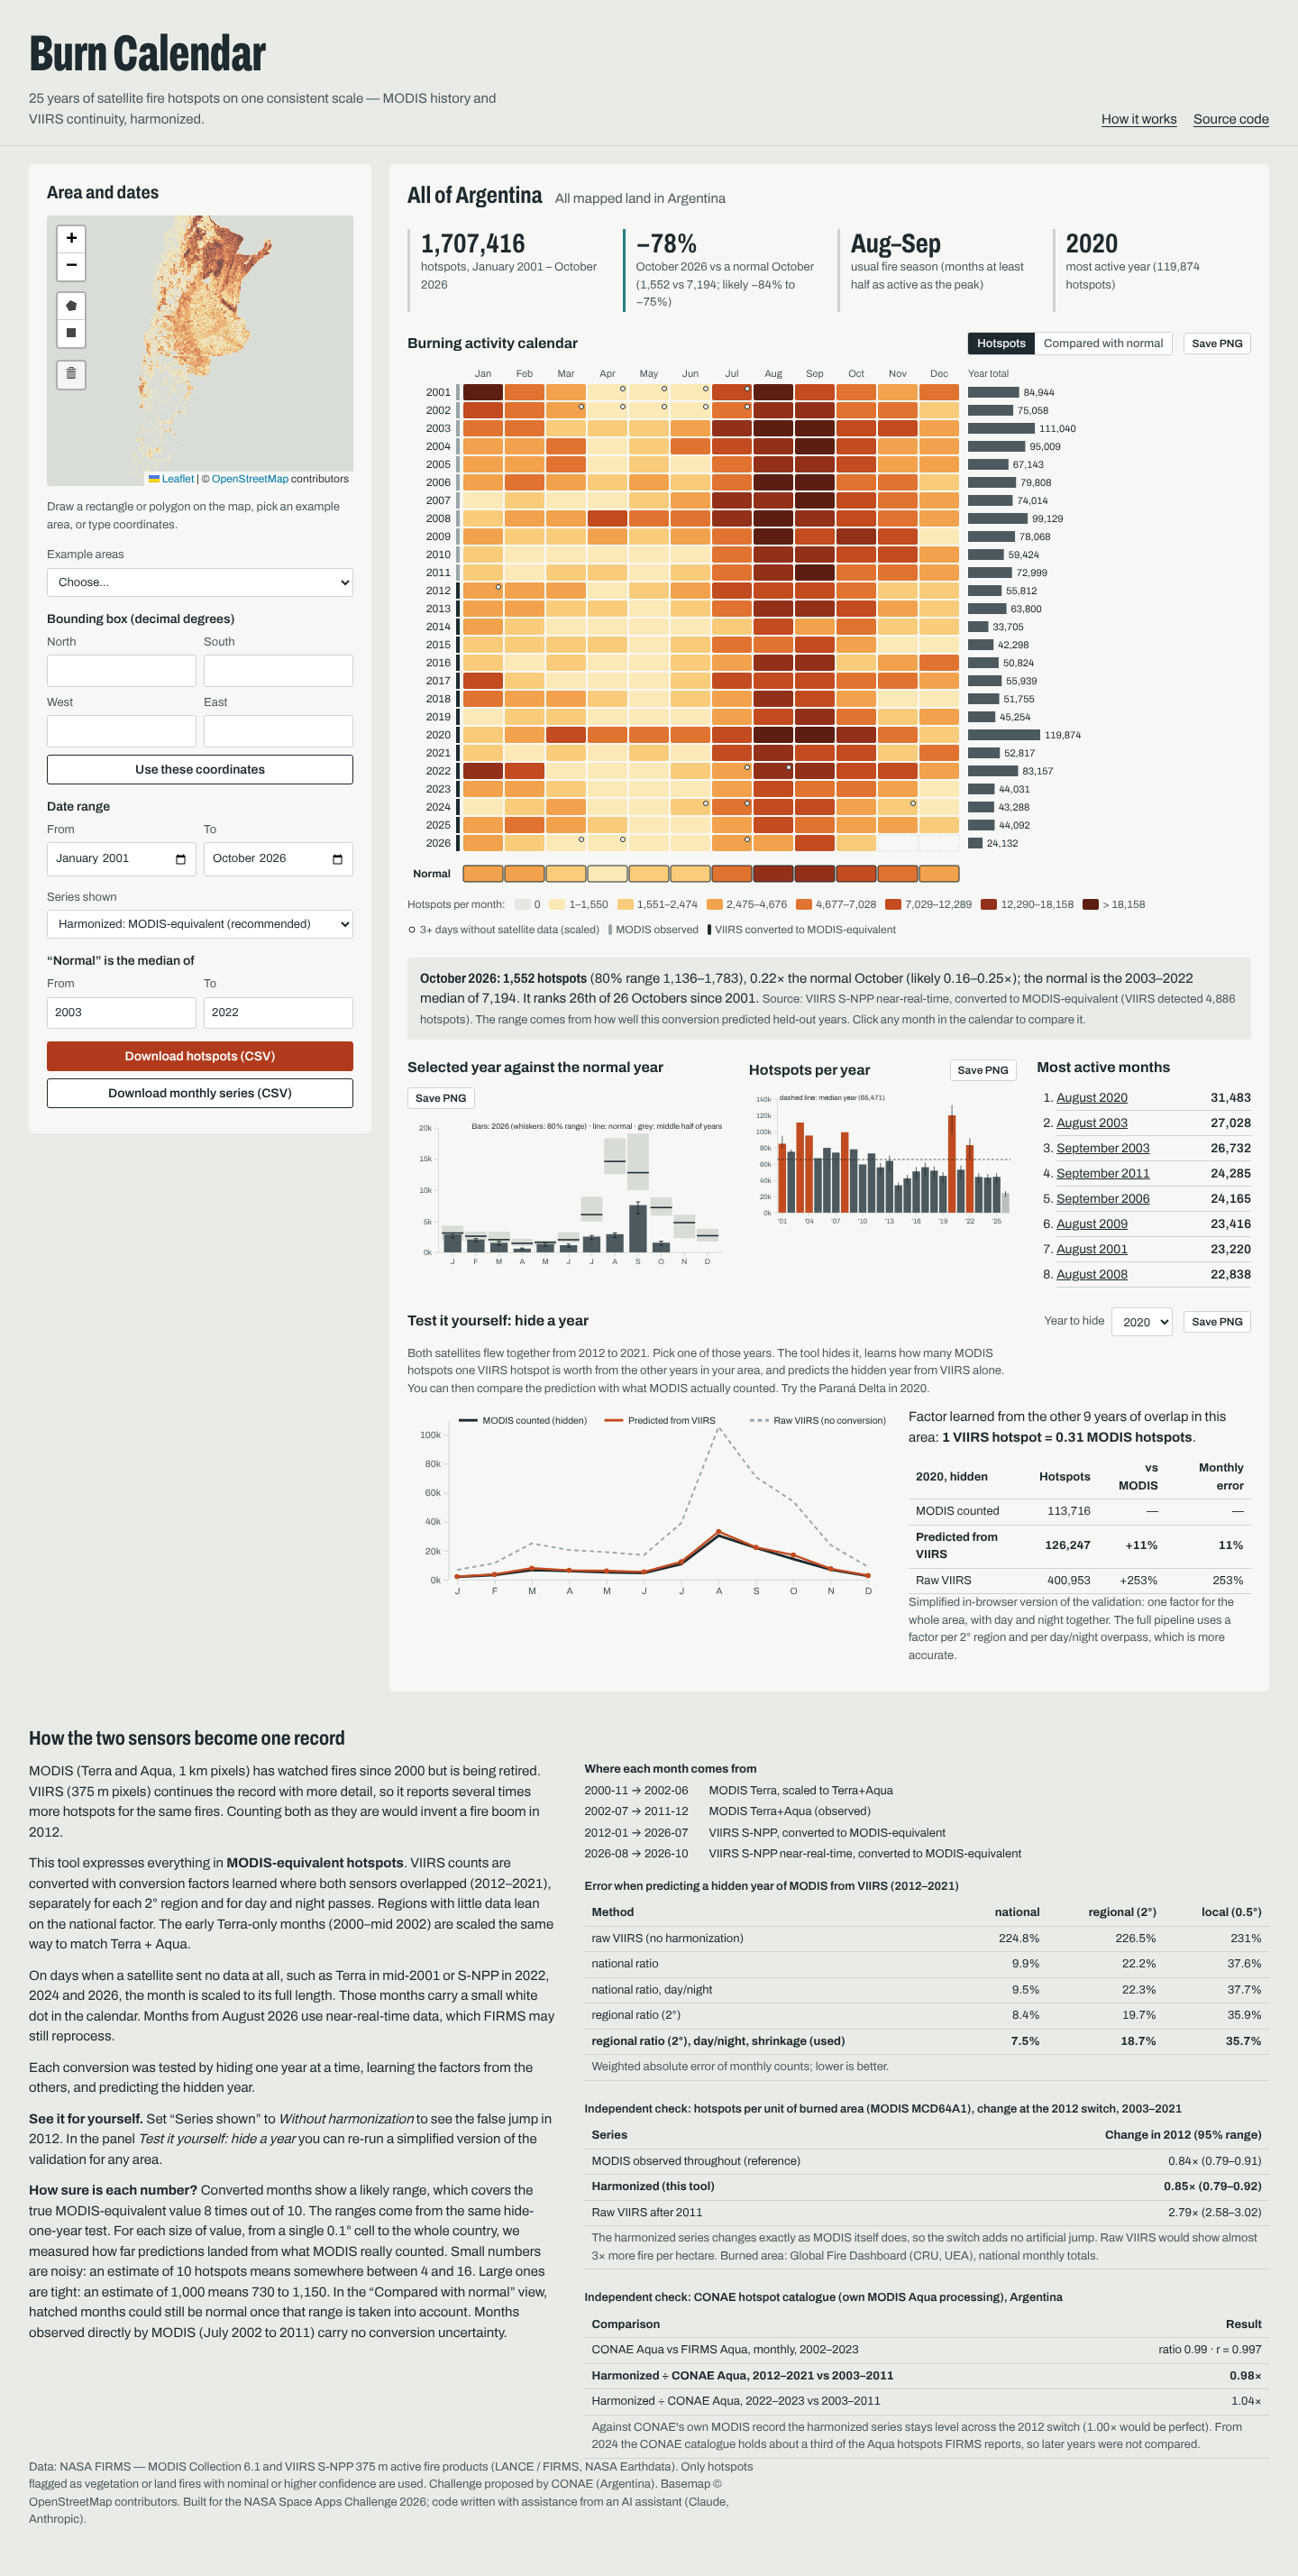 Burn Calendar
25 years of satellite fire hotspots on one consistent scale — MODIS history and
VIIRS continuity, harmonized.
How it works Source code
Area and dates
+
−
Leaflet | © OpenStreetMap contributors
Draw a rectangle or polygon on the map, pick an example
area, or type coordinates.
Example areas
Choose...
Bounding box (decimal degrees)
North South
West East
Use these coordinates
Date range
From To
January 2001 October 2026
Series shown
Harmonized: MODIS-equivalent (recommended)
“Normal” is the median of
From To
2003 2022
Download hotspots (CSV)
Download monthly series (CSV)
All of Argentina All mapped land in Argentina
1,707,416
hotspots, January 2001 – October
2026
−78%
October 2026 vs a normal October
(1,552 vs 7,194; likely −84% to
−75%)
Aug–Sep
usual fire season (months at least
half as active as the peak)
2020
most active year (119,874
hotspots)
Burning activity calendar
Hotspots Compared with normal Save PNG
Jan Feb Mar Apr May Jun Jul Aug Sep Oct Nov Dec Year total
2001 84,944
2002 75,058
2003 111,040
2004 95,009
2005 67,143
2006 79,808
2007 74,014
2008 99,129
2009 78,068
2010 59,424
2011 72,999
2012 55,812
2013 63,800
2014 33,705
2015 42,298
2016 50,824
2017 55,939
2018 51,755
2019 45,254
2020 119,874
2021 52,817
2022 83,157
2023 44,031
2024 43,288
2025 44,092
2026 24,132
Normal
Hotspots per month: 0 1–1,550 1,551–2,474 2,475–4,676 4,677–7,028 7,029–12,289 12,290–18,158 > 18,158
3+ days without satellite data (scaled) MODIS observed VIIRS converted to MODIS-equivalent
October 2026: 1,552 hotspots (80% range 1,136–1,783), 0.22× the normal October (likely 0.16–0.25×); the normal is the 2003–2022
median of 7,194. It ranks 26th of 26 Octobers since 2001. Source: VIIRS S-NPP near-real-time, converted to MODIS-equivalent (VIIRS detected 4,886
hotspots). The range comes from how well this conversion predicted held-out years. Click any month in the calendar to compare it.
Selected year against the normal year
Save PNG
Bars: 2026 (whiskers: 80% range) · line: normal · grey: middle half of years
20k
15k
10k
5k
0k
J F M A M J J A S O N D
Hotspots per year Save PNG
dashed line: median year (65,471)
140k
120k
100k
80k
60k
40k
20k
0k
'01 '04 '07 '10 '13 '16 '19 '22 '25
Most active months
1. August 2020 31,483
2. August 2003 27,028
3. September 2003 26,732
4. September 2011 24,285
5. September 2006 24,165
6. August 2009 23,416
7. August 2001 23,220
8. August 2008 22,838
Test it yourself: hide a year
Year to hide 2020 Save PNG
Both satellites flew together from 2012 to 2021. Pick one of those years. The tool hides it, learns how many MODIS
hotspots one VIIRS hotspot is worth from the other years in your area, and predicts the hidden year from VIIRS alone.
You can then compare the prediction with what MODIS actually counted. Try the Paraná Delta in 2020.
MODIS counted (hidden) Predicted from VIIRS Raw VIIRS (no conversion)
100k
80k
60k
40k
20k
0k
J F M A M J J A S O N D
Factor learned from the other 9 years of overlap in this
area: 1 VIIRS hotspot = 0.31 MODIS hotspots.
2020, hidden Hotspots vs MODIS Monthly error
MODIS counted 113,716 — —
Predicted from VIIRS 126,247 +11% 11%
Raw VIIRS 400,953 +253% 253%
Simplified in-browser version of the validation: one factor for the
whole area, with day and night together. The full pipeline uses a
factor per 2° region and per day/night overpass, which is more
accurate.
How the two sensors become one record
MODIS (Terra and Aqua, 1 km pixels) has watched fires since 2000 but is being retired.
VIIRS (375 m pixels) continues the record with more detail, so it reports several times
more hotspots for the same fires. Counting both as they are would invent a fire boom in
2012.
This tool expresses everything in MODIS-equivalent hotspots. VIIRS counts are
converted with conversion factors learned where both sensors overlapped (2012–2021),
separately for each 2° region and for day and night passes. Regions with little data lean
on the national factor. The early Terra-only months (2000–mid 2002) are scaled the same
way to match Terra + Aqua.
On days when a satellite sent no data at all, such as Terra in mid-2001 or S-NPP in 2022,
2024 and 2026, the month is scaled to its full length. Those months carry a small white
dot in the calendar. Months from August 2026 use near-real-time data, which FIRMS may
still reprocess.
Each conversion was tested by hiding one year at a time, learning the factors from the
others, and predicting the hidden year.
See it for yourself. Set “Series shown” to Without harmonization to see the false jump in
2012. In the panel Test it yourself: hide a year you can re-run a simplified version of the
validation for any area.
How sure is each number? Converted months show a likely range, which covers the
true MODIS-equivalent value 8 times out of 10. The ranges come from the same hide-
one-year test. For each size of value, from a single 0.1° cell to the whole country, we
measured how far predictions landed from what MODIS really counted. Small numbers
are noisy: an estimate of 10 hotspots means somewhere between 4 and 16. Large ones
are tight: an estimate of 1,000 means 730 to 1,150. In the “Compared with normal” view,
hatched months could still be normal once that range is taken into account. Months
observed directly by MODIS (July 2002 to 2011) carry no conversion uncertainty.
Where each month comes from
2000-11 → 2002-06 MODIS Terra, scaled to Terra+Aqua
2002-07 → 2011-12 MODIS Terra+Aqua (observed)
2012-01 → 2026-07 VIIRS S-NPP, converted to MODIS-equivalent
2026-08 → 2026-10 VIIRS S-NPP near-real-time, converted to MODIS-equivalent
Error when predicting a hidden year of MODIS from VIIRS (2012–2021)
Method national regional (2°) local (0.5°)
raw VIIRS (no harmonization) 224.8% 226.5% 231%
national ratio 9.9% 22.2% 37.6%
national ratio, day/night 9.5% 22.3% 37.7%
regional ratio (2°) 8.4% 19.7% 35.9%
regional ratio (2°), day/night, shrinkage (used) 7.5% 18.7% 35.7%
Weighted absolute error of monthly counts; lower is better.
Independent check: hotspots per unit of burned area (MODIS MCD64A1), change at the 2012 switch, 2003–2021
Series Change in 2012 (95% range)
MODIS observed throughout (reference) 0.84× (0.79–0.91)
Harmonized (this tool) 0.85× (0.79–0.92)
Raw VIIRS after 2011 2.79× (2.58–3.02)
The harmonized series changes exactly as MODIS itself does, so the switch adds no artificial jump. Raw VIIRS would show almost
3× more fire per hectare. Burned area: Global Fire Dashboard (CRU, UEA), national monthly totals.
Independent check: CONAE hotspot catalogue (own MODIS Aqua processing), Argentina
Comparison Result
CONAE Aqua vs FIRMS Aqua, monthly, 2002–2023 ratio 0.99 · r = 0.997
Harmonized ÷ CONAE Aqua, 2012–2021 vs 2003–2011 0.98×
Harmonized ÷ CONAE Aqua, 2022–2023 vs 2003–2011 1.04×
Against CONAE's own MODIS record the harmonized series stays level across the 2012 switch (1.00× would be perfect). From
2024 the CONAE catalogue holds about a third of the Aqua hotspots FIRMS reports, so later years were not compared.
Data: NASA FIRMS — MODIS Collection 6.1 and VIIRS S-NPP 375 m active fire products (LANCE / FIRMS, NASA Earthdata). Only hotspots
flagged as vegetation or land fires with nominal or higher confidence are used. Challenge proposed by CONAE (Argentina). Basemap ©
OpenStreetMap contributors. Built for the NASA Space Apps Challenge 2026; code written with assistance from an AI assistant (Claude,
Anthropic).